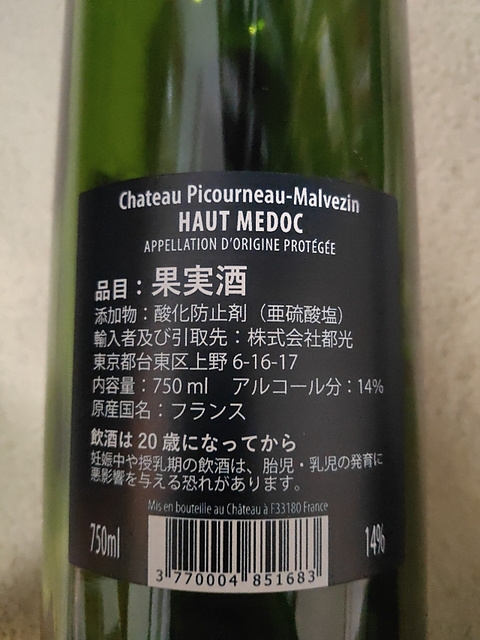 Chateau Picourneau-Malvezin
HAUT MEDOC
APPELLATION D'ORIGINE PROTÉGÉE
品目：果実酒
添加物：酸化防止剤（亜硫酸塩）
輸入者及び引取先：株式会社都光
東京都台東区上野 6-16-17
内容量：750 ml アルコール分：14%
原産国名：フランス
飲酒は 20 歳になってから
妊娠中や授乳期の飲酒は、胎児・乳児の発育に
悪影響を与える恐れがあります。
Mis en bouteille au Château à F33180 France
750ml 14%
3 770004 851683